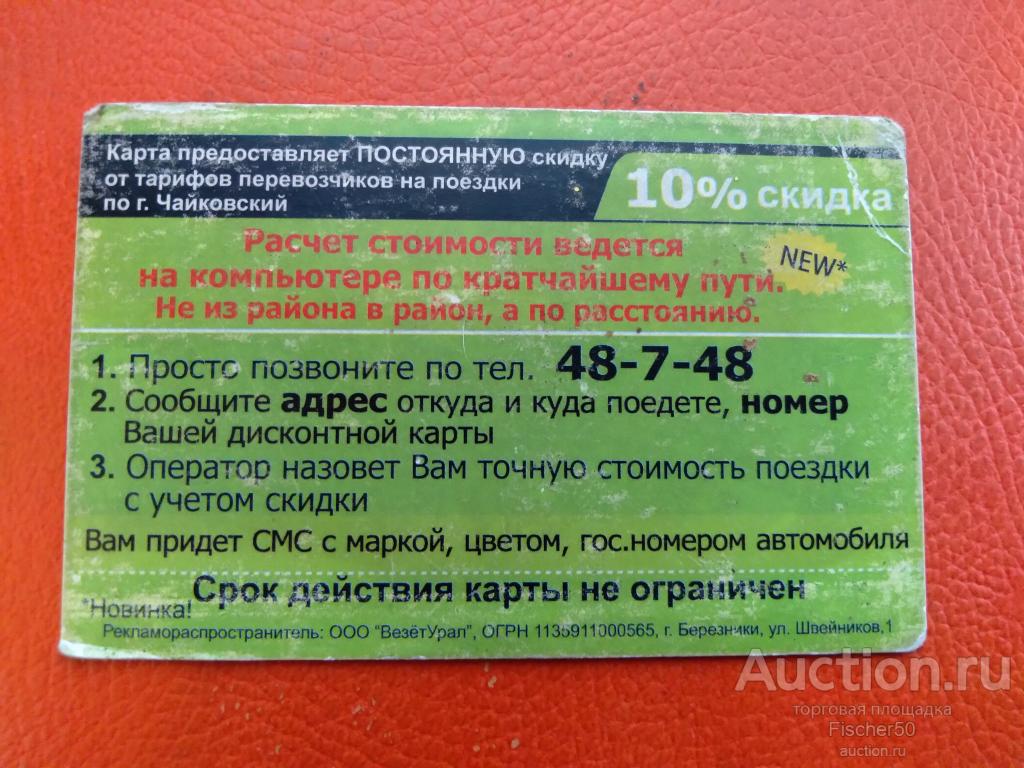 Карта предоставляет ПОСТОЯННУЮ скидку
от тарифов перевозчиков на поездки
по г. Чайковский
10% скидка
Расчет стоимости ведется
на компьютере по кратчайшему пути.
NEW*
Не из района в район, а по расстоянию.
1. Просто позвоните по тел. 48-7-48
2. Сообщите адрес откуда и куда поедете, номер
Вашей дисконтной карты
3. Оператор назовет Вам точную стоимость поездки
с учетом скидки
Вам придет СМС с маркой, цветом, гос.номером автомобиля
Срок действия карты не ограничен
*Новинка!
Рекламораспространитель: ООО "ВезётУрал", ОГРН 1135911000565, г. Березники, ул. Швейников,1
Auction.ru
торговая площадка
Fischer50
auction.ru